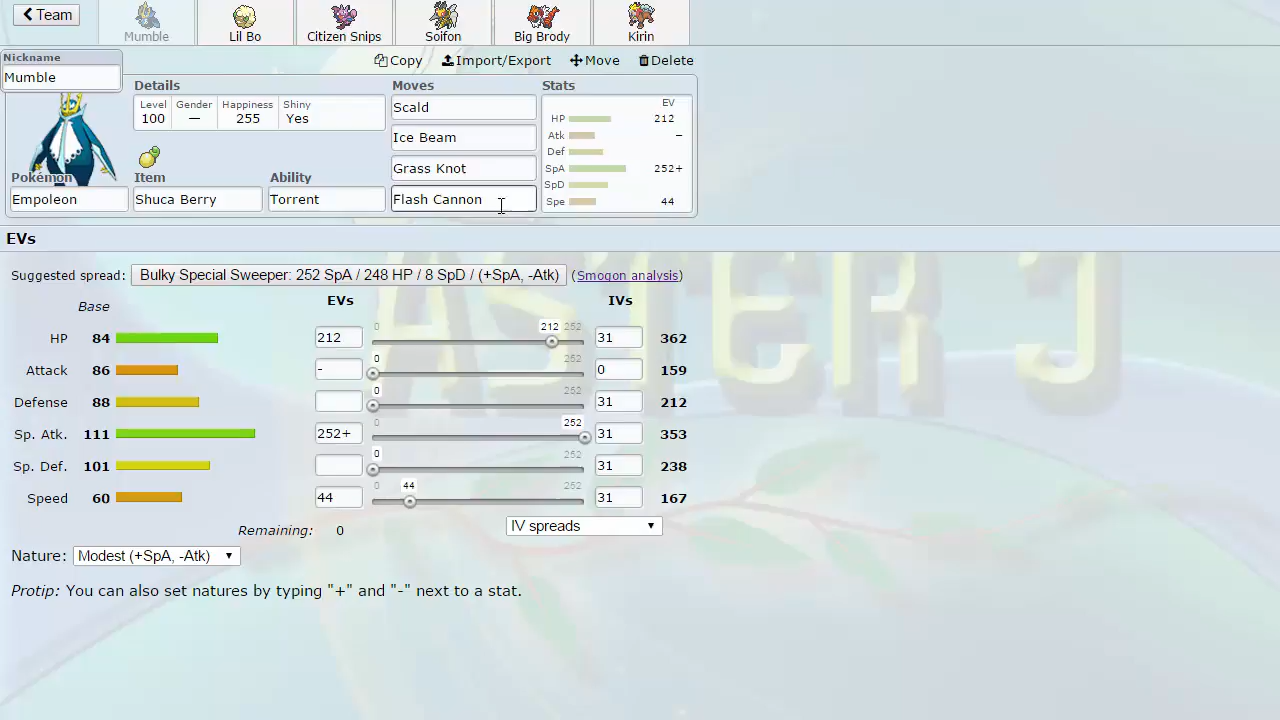 Team
Mumble
Lil Bo
Citizen Snips
Soifon
Big Brody
Kirin
Nickname
Mumble
Copy
Import/Export
Move
Delete
Details
Moves
Stats
Level Gender Happiness Shiny
100 — 255 Yes
Scald
Ice Beam
Grass Knot
Flash Cannon
EV
HP 212
Atk –
Def
SpA 252+
SpD
Spe 44
Pokémon Item Ability
Empoleon Shuca Berry Torrent
EVs
Suggested spread: Bulky Special Sweeper: 252 SpA / 248 HP / 8 SpD / (+SpA, -Atk) (Smogon analysis)
Base EVs IVs
0 212 252
HP 84 212 31 362
0 252
Attack 86 - 0 159
0 252
Defense 88 31 212
0 252
Sp. Atk. 111 252+ 31 353
0 252
Sp. Def. 101 31 238
0 44 252
Speed 60 44 31 167
Remaining: 0 IV spreads
Nature: Modest (+SpA, -Atk)
Protip: You can also set natures by typing "+" and "-" next to a stat.
ASTER J